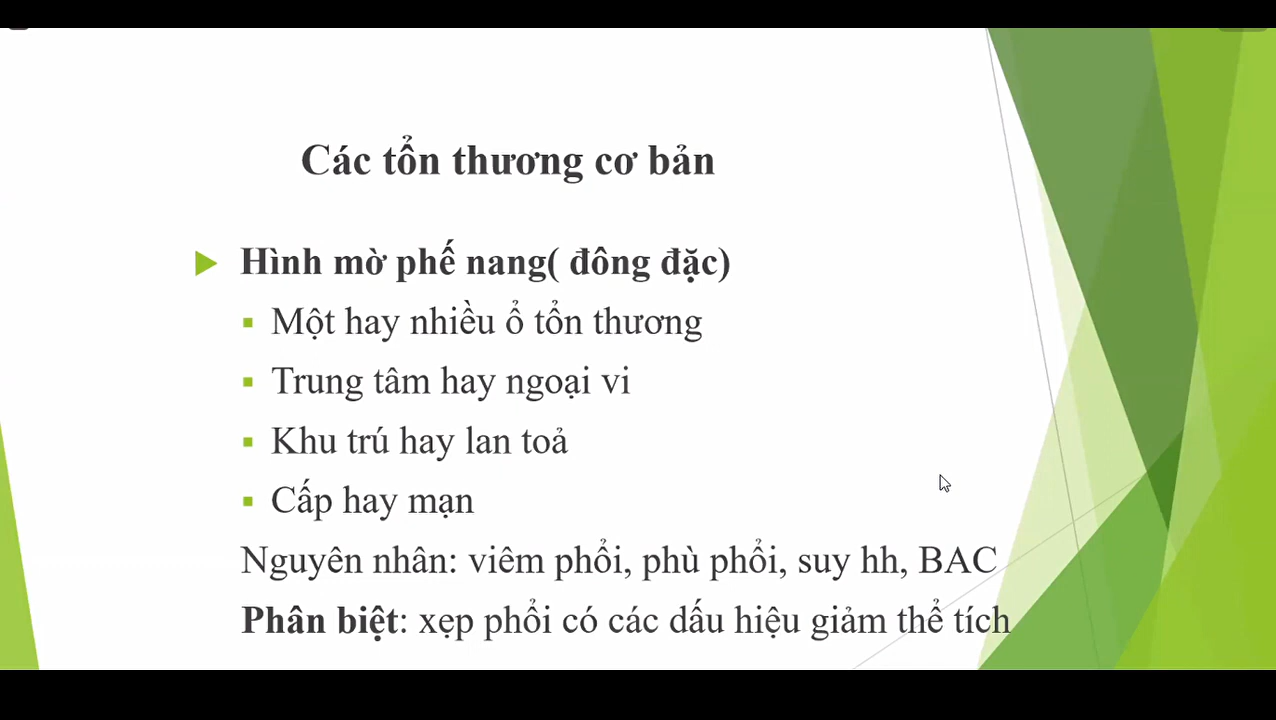 Các tổn thương cơ bản
Hình mờ phế nang( đông đặc)
Một hay nhiều ổ tổn thương
Trung tâm hay ngoại vi
Khu trú hay lan toả
Cấp hay mạn
Nguyên nhân: viêm phổi, phù phổi, suy hh, BAC
Phân biệt: xẹp phổi có các dấu hiệu giảm thể tích